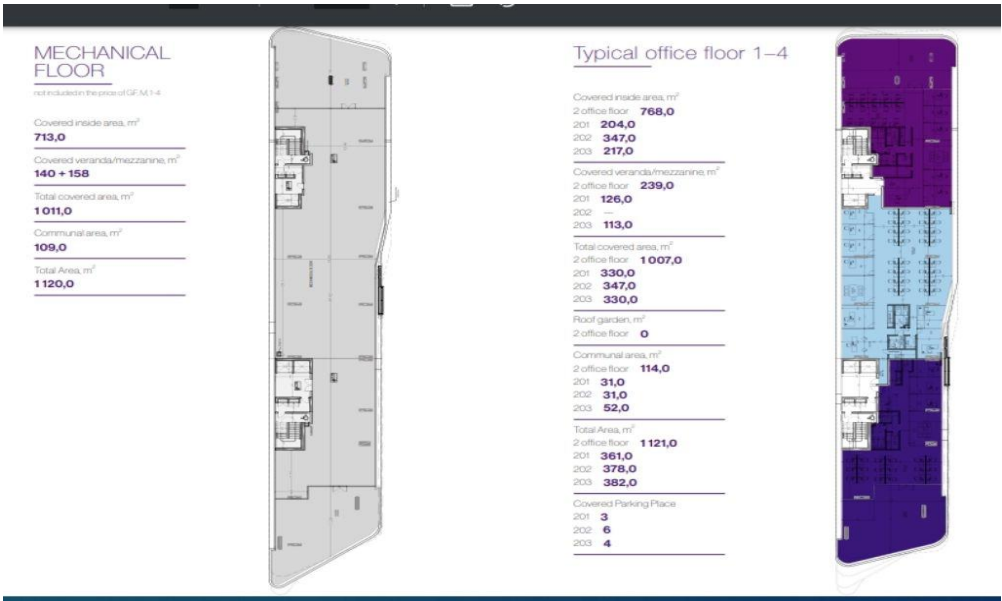 MECHANICAL
FLOOR
not included in the price of GF, M, 1-4
Covered inside area, m²
713,0
Covered veranda/mezzanine, m²
140 + 158
Total covered area, m²
1 011,0
Communal area, m²
109,0
Total Area, m²
1 120,0
Typical office floor 1–4
Covered inside area, m²
2 office floor 768,0
201 204,0
202 347,0
203 217,0
Covered veranda/mezzanine, m²
2 office floor 239,0
201 126,0
202 —
203 113,0
Total covered area, m²
2 office floor 1 007,0
201 330,0
202 347,0
203 330,0
Roof garden, m²
2 office floor 0
Communal area, m²
2 office floor 114,0
201 31,0
202 31,0
203 52,0
Total Area, m²
2 office floor 1 121,0
201 361,0
202 378,0
203 382,0
Covered Parking Place
201 3
202 6
203 4